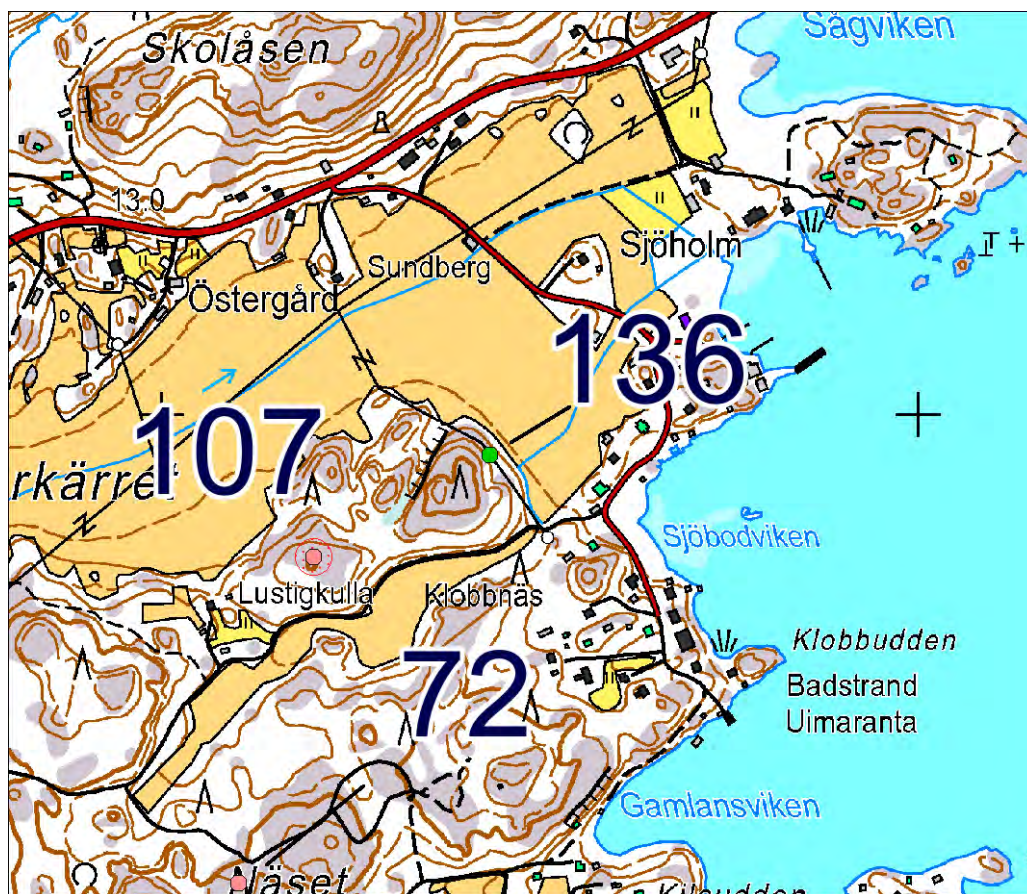 Sågviken
Skolåsen
13.0
Sjöholm
Sundberg
Östergård
136
107
rkärret
Sjöbodviken
Lustigkulla
Klobbnäs
Klobbudden
72
Badstrand
Uimaranta
Gamlansviken